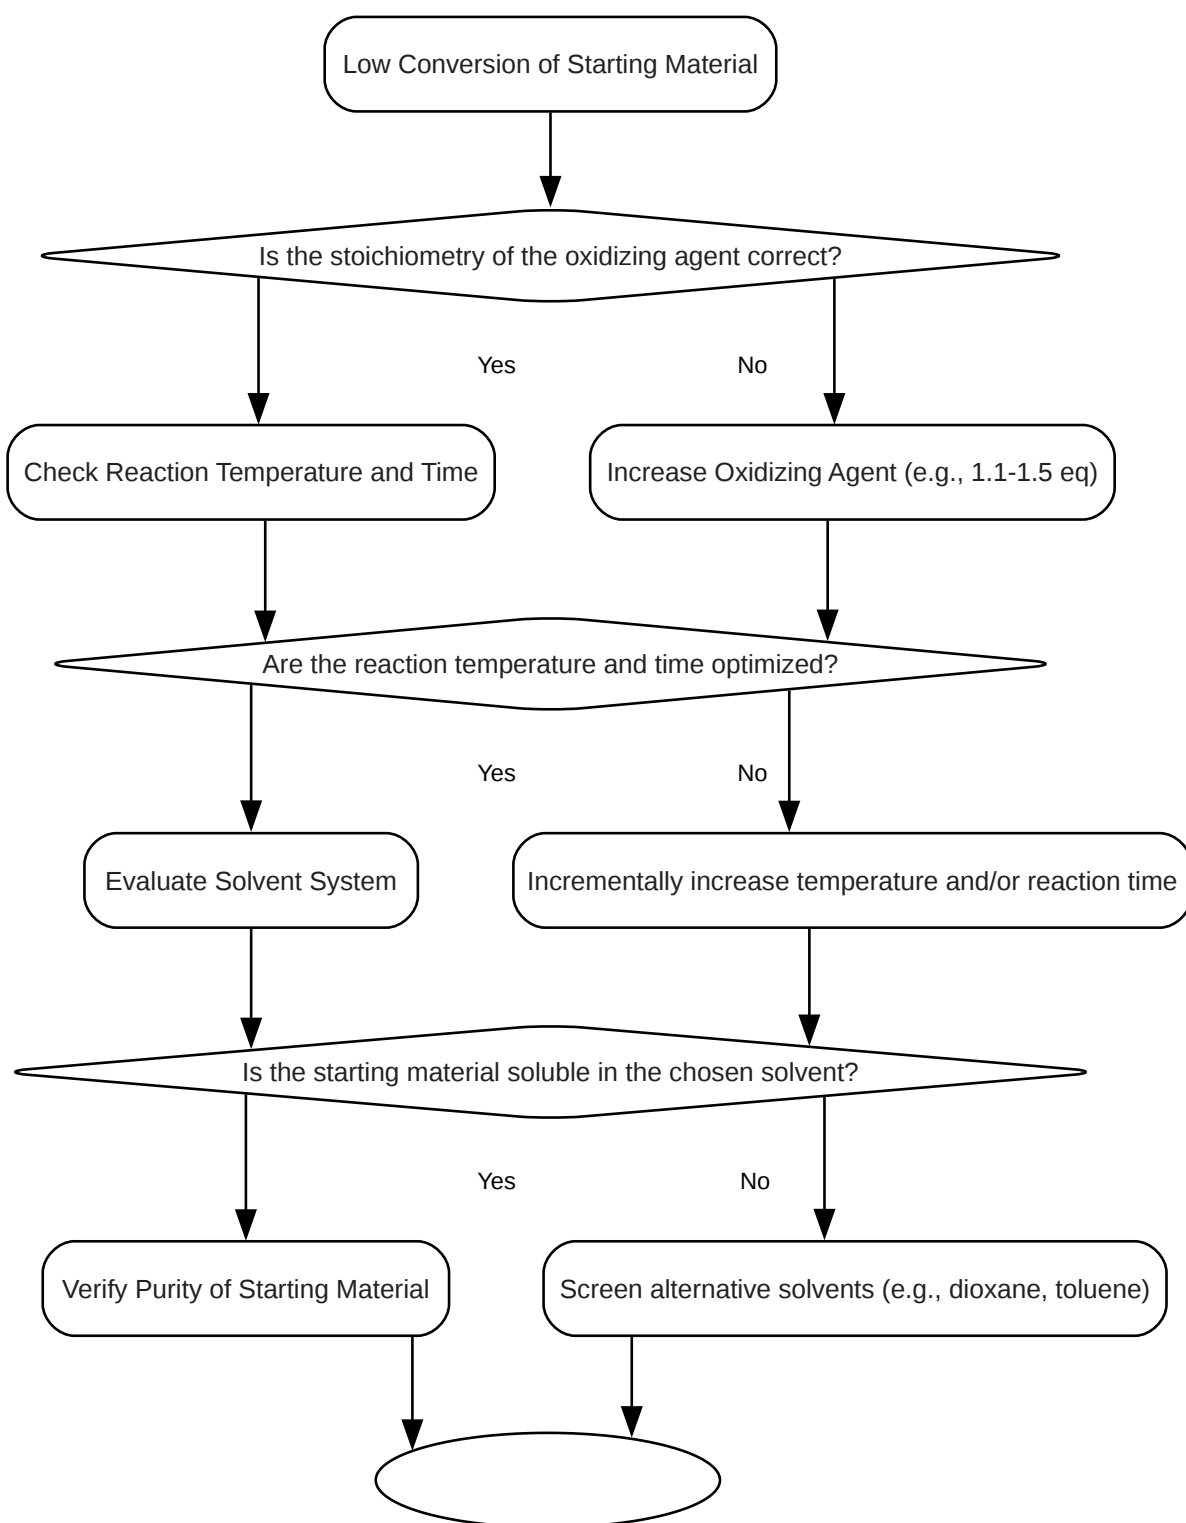 Low Conversion of Starting Material
Is the stoichiometry of the oxidizing agent correct?
Yes
No
Check Reaction Temperature and Time
Increase Oxidizing Agent (e.g., 1.1-1.5 eq)
Are the reaction temperature and time optimized?
Yes
No
Evaluate Solvent System
Incrementally increase temperature and/or reaction time
Is the starting material soluble in the chosen solvent?
Yes
No
Verify Purity of Starting Material
Screen alternative solvents (e.g., dioxane, toluene)